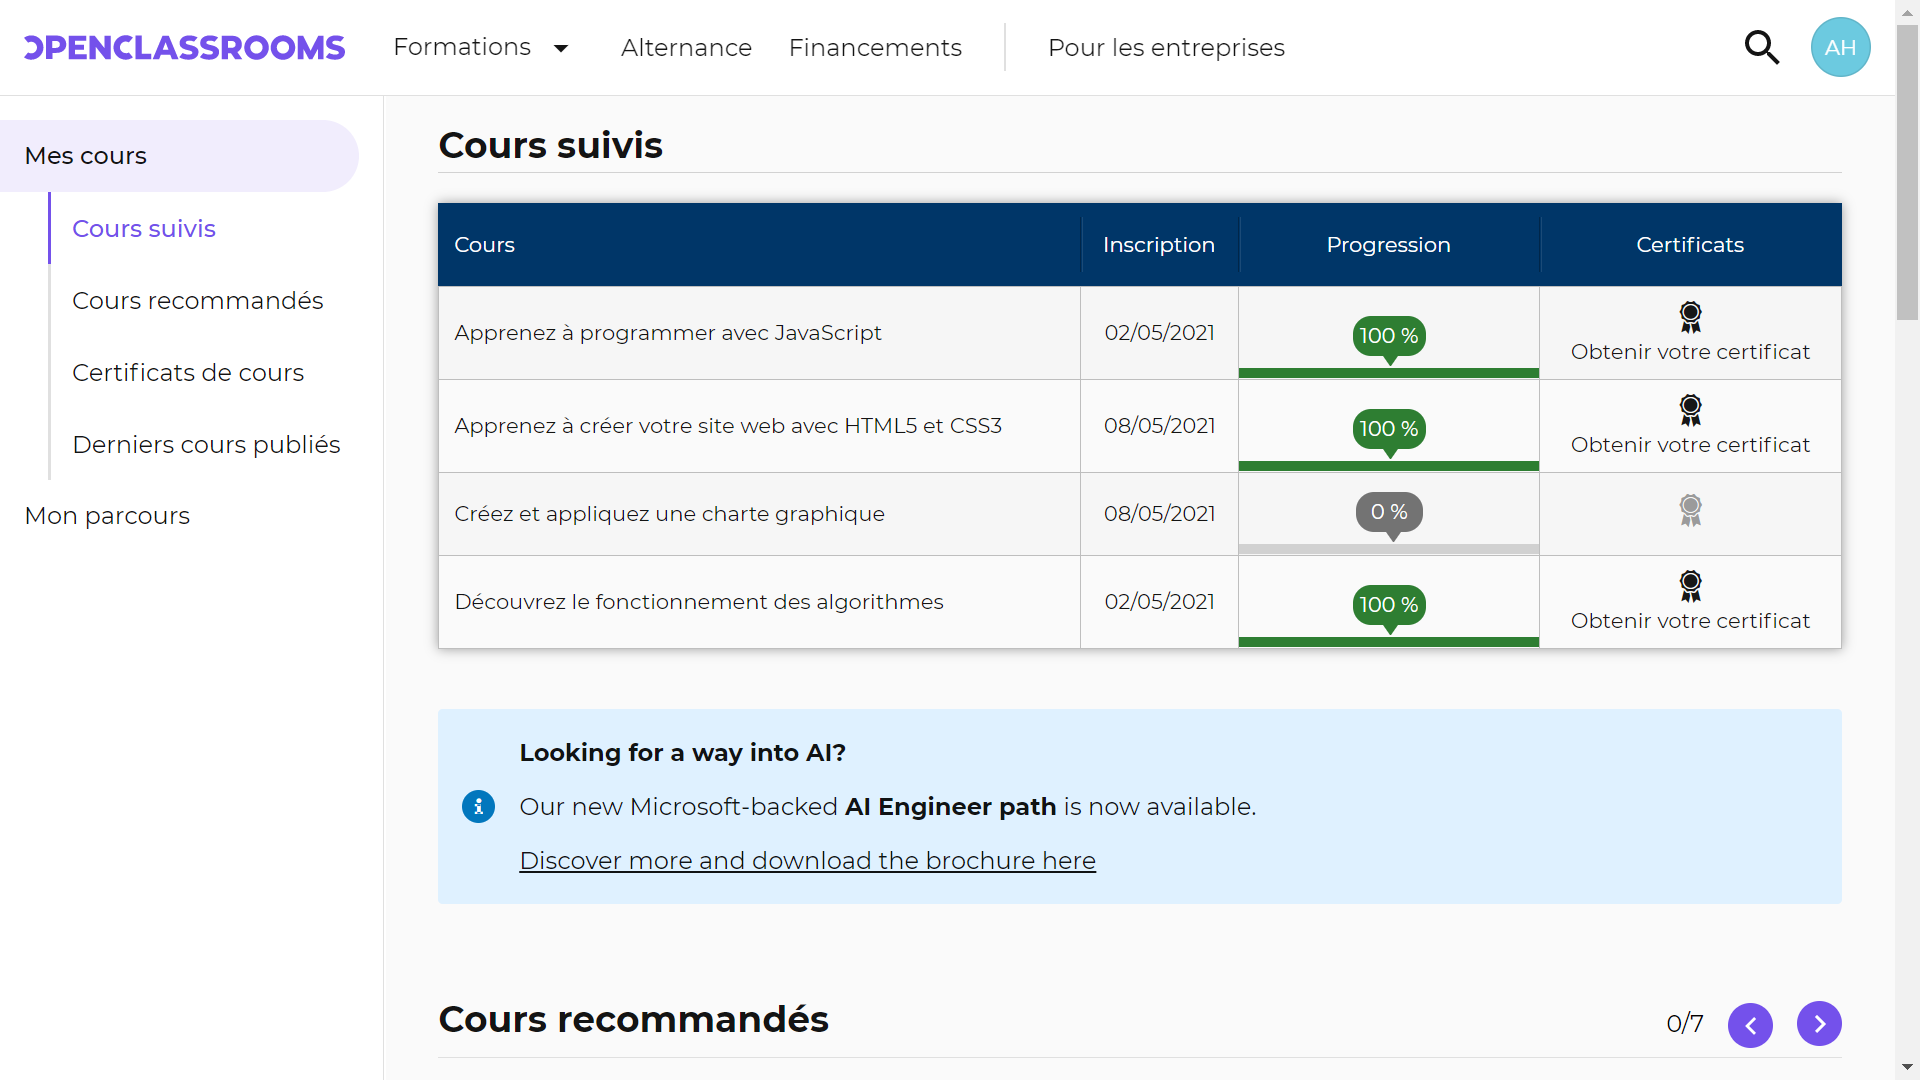 OPENCLASSROOMS
Formations
Alternance
Financements
Pour les entreprises
AH
Mes cours
Cours suivis
Cours recommandés
Certificats de cours
Derniers cours publiés
Mon parcours
Cours suivis
Cours Inscription Progression Certificats
Apprenez à programmer avec JavaScript 02/05/2021 100 % Obtenir votre certificat
Apprenez à créer votre site web avec HTML5 et CSS3 08/05/2021 100 % Obtenir votre certificat
Créez et appliquez une charte graphique 08/05/2021 0 %
Découvrez le fonctionnement des algorithmes 02/05/2021 100 % Obtenir votre certificat
Looking for a way into AI?
Our new Microsoft-backed AI Engineer path is now available.
Discover more and download the brochure here
Cours recommandés
0/7